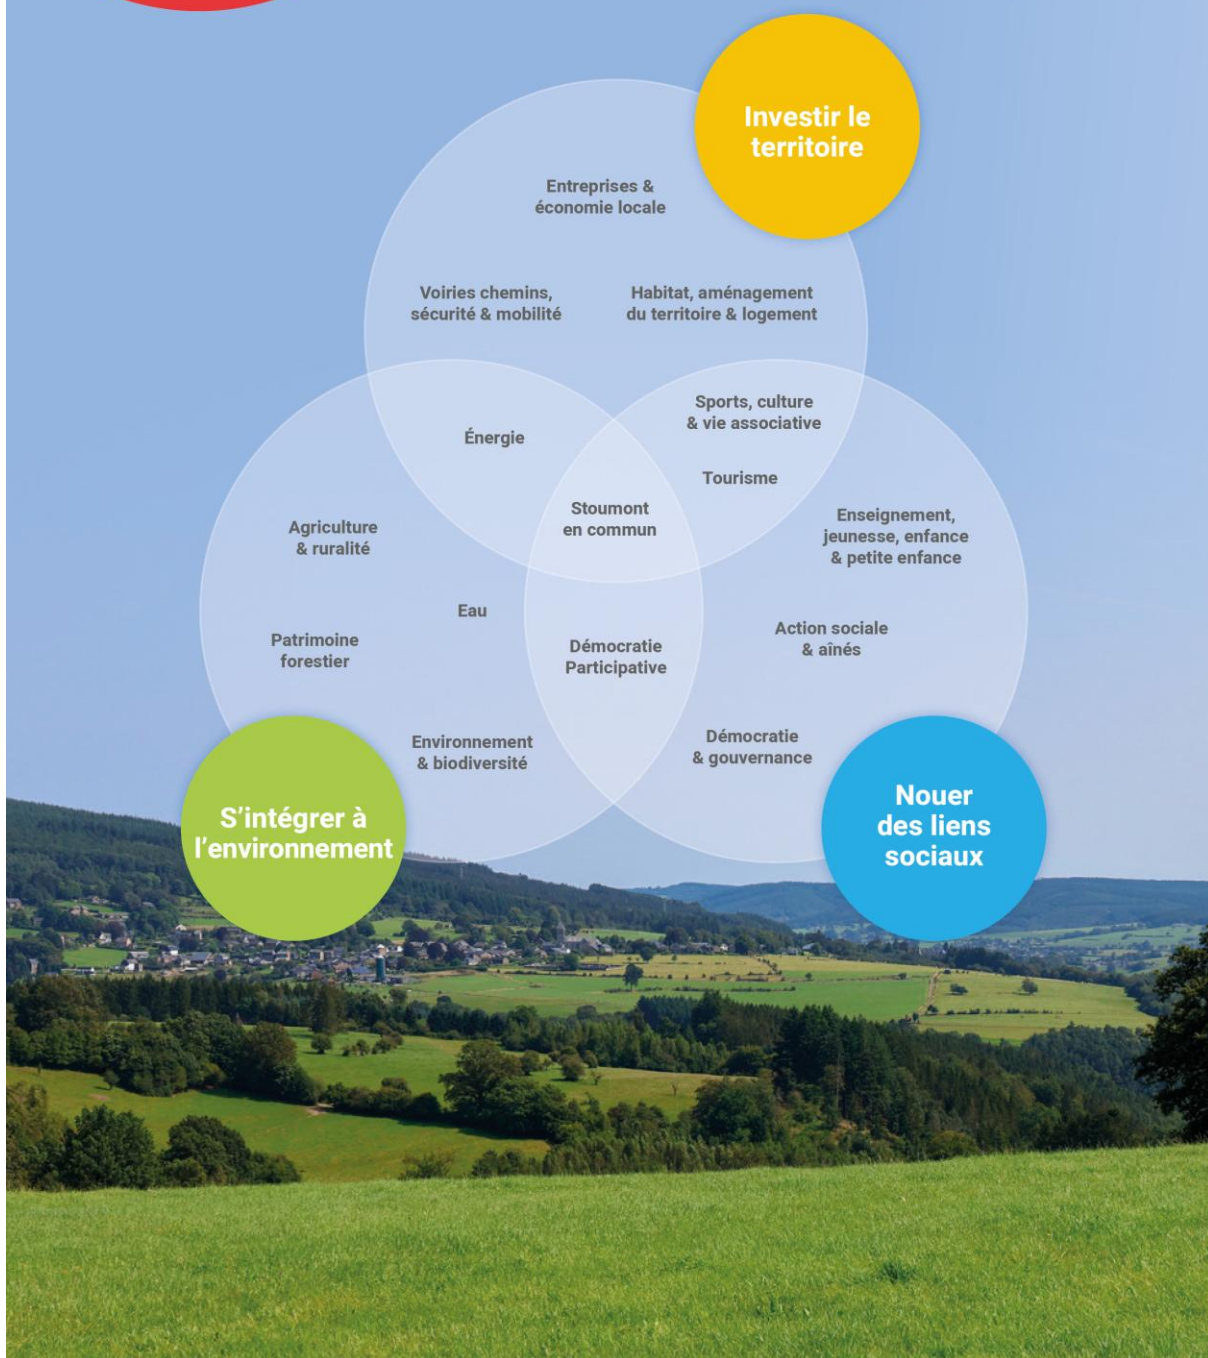 Investir le
territoire
Entreprises &
économie locale
Voiries chemins,
sécurité & mobilité
Habitat, aménagement
du territoire & logement
Sports, culture
& vie associative
Énergie
Tourisme
Stoumont
en commun
Enseignement,
jeunesse, enfance
& petite enfance
Agriculture
& ruralité
Eau
Action sociale
& aînés
Patrimoine
forestier
Démocratie
Participative
Environnement
& biodiversité
Démocratie
& gouvernance
S'intégrer à
l'environnement
Nouer
des liens
sociaux